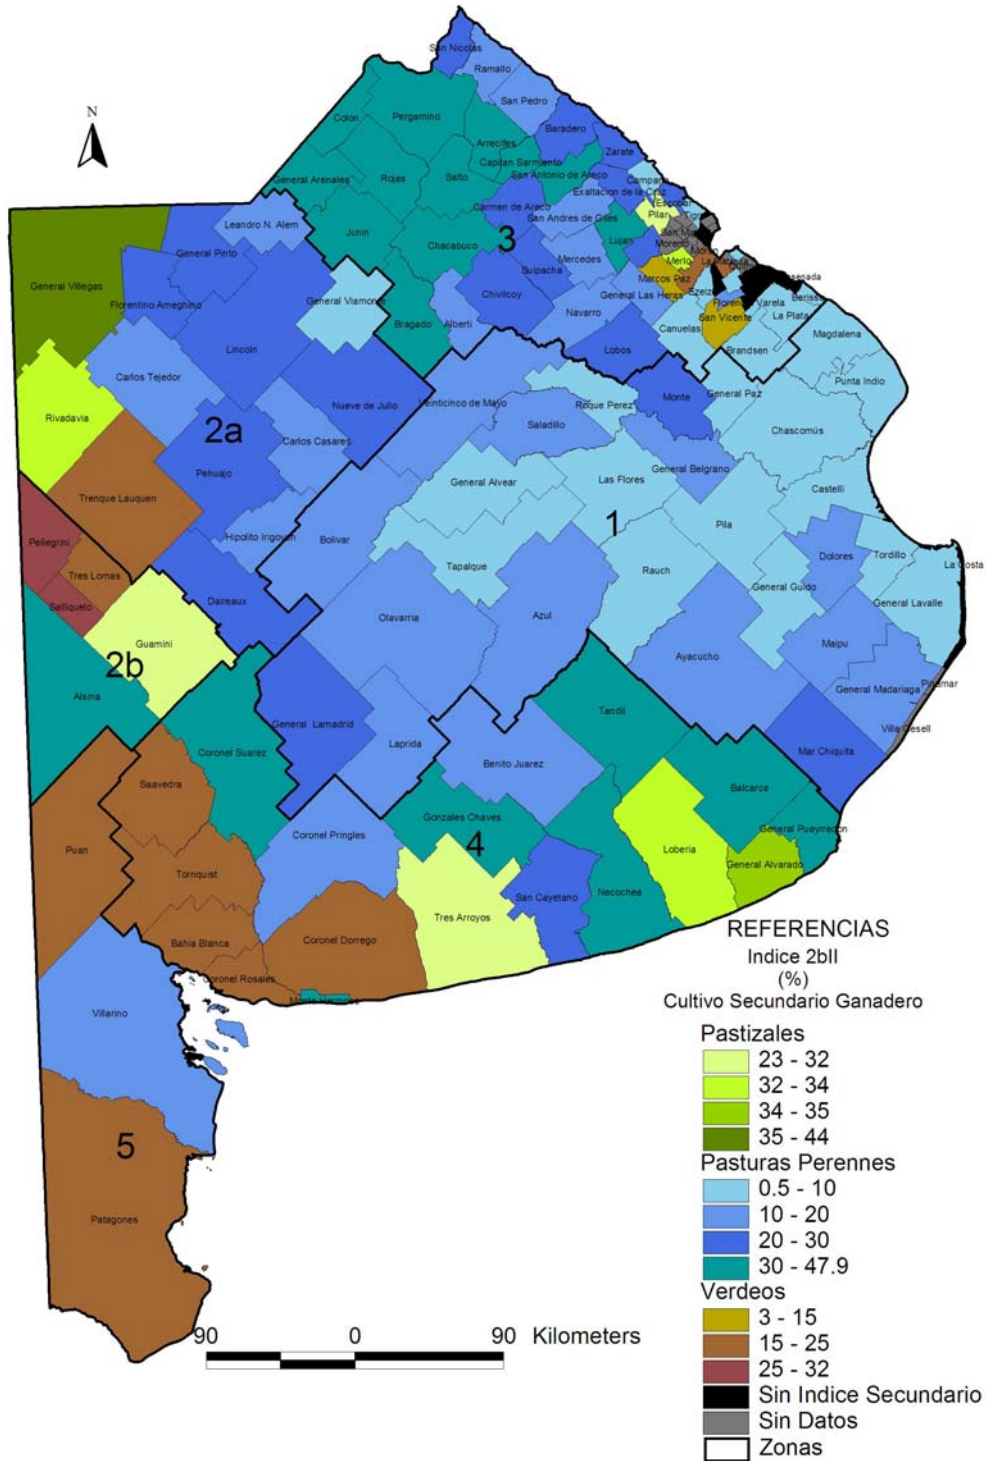 San Nicolas
Ramallo
San Pedro
N
Colon
Pergamino
Baradero
Arrecifes
Zarate
Capitan Sarmiento
San Antonio de Areco
General Arenales
Rojas
Salto
Campana
Exaltacion de la Cruz
Carmen de Areco
Escobar
Pilar
San Andres de Giles
Leandro N. Alem
Junin
Chacabuco
3
Lujan
Moreno
General Pinto
Mercedes
Merlo
Suipacha
Marcos Paz
General Villegas
Florentino Ameghino
General Viamonte
Chivilcoy
General Las Heras
Ezeiza
Varela
Berisso
Bragado
Alberti
Navarro
San Vicente
La Plata
Canuelas
Magdalena
Lincoln
Lobos
Brandsen
Carlos Tejedor
Punta Indio
Nueve de Julio
Veinticinco de Mayo
Roque Perez
Monte
General Paz
Rivadavia
2a
Carlos Casares
Saladillo
Chascomús
Pehuajo
General Belgrano
General Alvear
Las Flores
Castelli
Trenque Lauquen
1
Pila
Hipolito Irigoyen
Bolivar
Pellegrini
Dolores
Tordillo
Tres Lomas
Tapalque
Rauch
La Costa
Daireaux
General Guido
General Lavalle
Salliquelo
Olavarria
Azul
Guamini
Ayacucho
Maipu
2b
Alsina
Pinamar
General Madariaga
Tandil
General Lamadrid
Villa Gesell
Coronel Suarez
Laprida
Mar Chiquita
Benito Juarez
Saavedra
Balcarce
Gonzales Chaves
General Pueyrredon
Coronel Pringles
4
Puan
Loberia
General Alvarado
Tornquist
Necochea
San Cayetano
Tres Arroyos
Bahia Blanca
Coronel Dorrego
Coronel Rosales
Monte Hermoso
Villarino
5
Patagones
REFERENCIAS
Indice 2bII
(%)
Cultivo Secundario Ganadero
Pastizales
23 - 32
32 - 34
34 - 35
35 - 44
Pasturas Perennes
0.5 - 10
10 - 20
20 - 30
30 - 47.9
Verdeos
3 - 15
15 - 25
25 - 32
Sin Indice Secundario
Sin Datos
Zonas
90 0 90 Kilometers